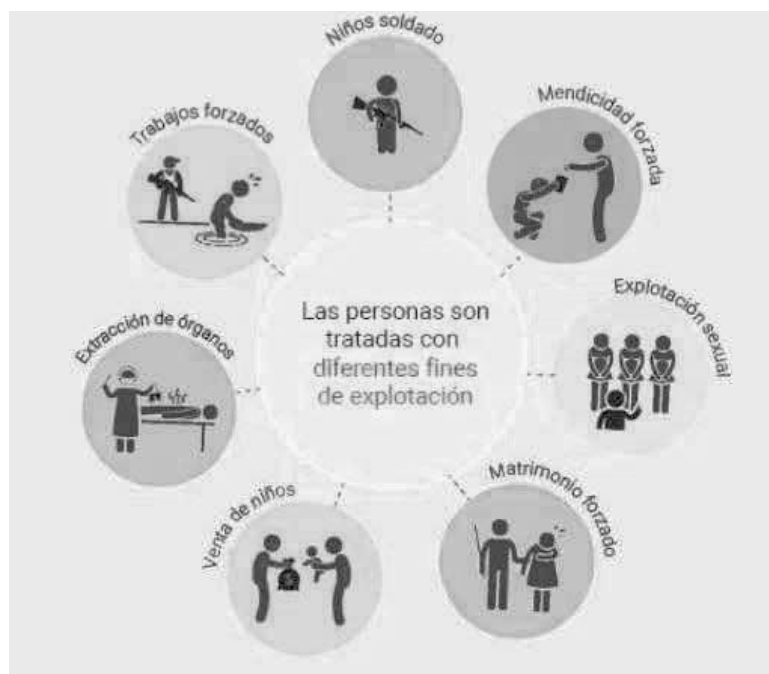 Niños soldado
Mendicidad forzada
Explotación sexual
Matrimonio forzado
Venta de niños
Extracción de órganos
Trabajos forzados
Las personas son
tratadas con
diferentes fines
de explotación